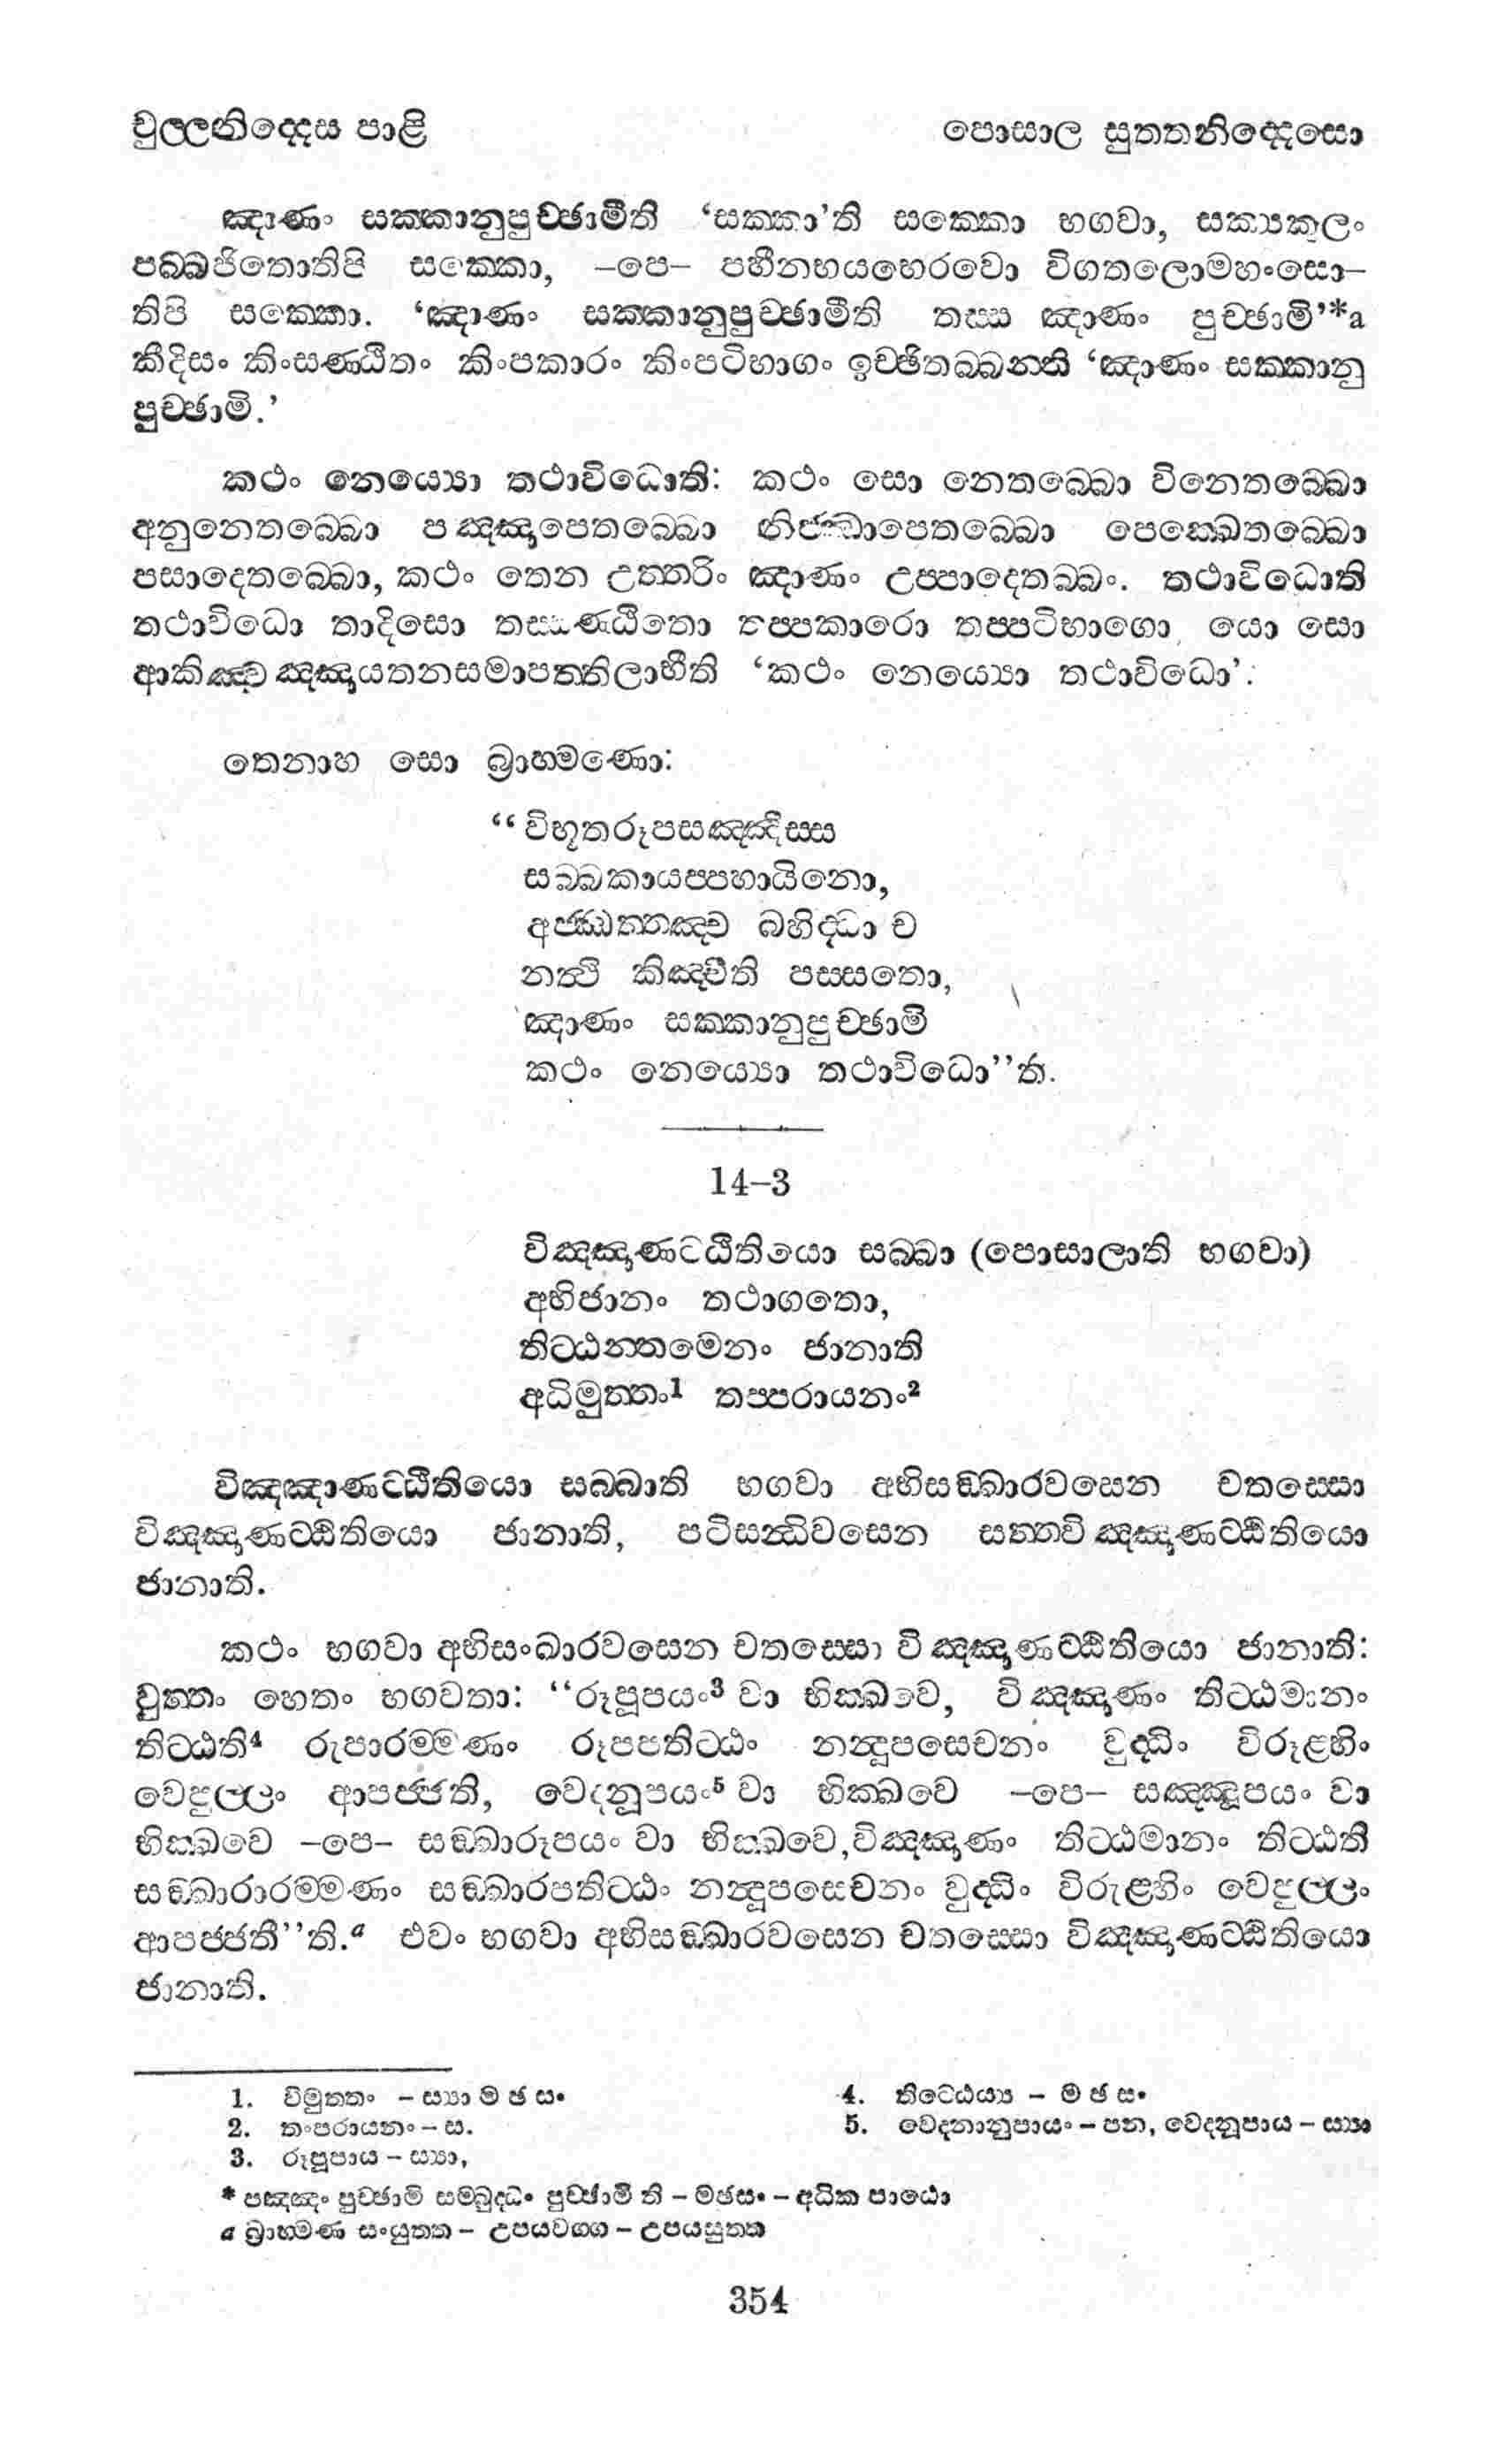 චුල්ලනිද්දෙස පාළි
පොසාල සුත්තනිද්දෙසො
ඤාණං සක්කානුපුච්ඡාමීති ‘සක්කා’ති සක්කො භගවා, සක්‍යකුලං
පබ්බජිතොතිපි සක්කො, –පෙ– පහීනභයභෙරවො විගතලොමහංසො–
තිපි සක්කො. ‘ඤාණං සක්කානුපුච්ඡාමීති තස්ස ඤාණං පුච්ඡාමි’*a
කීදිසං කිංසණ්ඨිතං කිංපකාරං කිංපටිභාගං ඉච්ඡිතබ්බන්ති ‘ඤාණං සක්කානු
පුච්ඡාමි.’
කථං නෙය්‍යො තථාවිධොති: කථං සො නෙතබ්බො විනෙතබ්බො
අනුනෙතබ්බො පඤ්ඤපෙතබ්බො නිජ්ඣාපෙතබ්බො පෙක්ඛෙතබ්බො
පසාදෙතබ්බො, කථං තෙන උත්තරිං ඤාණං උප්පාදෙතබ්බං. තථාවිධොති
තථාවිධො තාදිසො තස්සණ්ඨිතො තප්පකාරො තප්පටිභාගො, යො සො
ආකිඤ්චඤ්ඤායතනසමාපත්තිලාභීති ‘කථං නෙය්‍යො තථාවිධො’.
තෙනාහ සො බ්‍රාහ්මණො:
“විභූතරූපසඤ්ඤිස්ස
සබ්බකායප්පහායිනො,
අජ්ඣත්තඤ්ච බහිද්ධා ච
නත්ථි කිඤ්චීති පස්සතො,
ඤාණං සක්කානුපුච්ඡාමි
කථං නෙය්‍යො තථාවිධො”ති.
14–3
විඤ්ඤාණට්ඨිතියො සබ්බා (පොසාලාති භගවා)
අභිජානං තථාගතො,
තිට්ඨන්තමෙනං ජානාති
අධිමුත්තං1 තප්පරායනං2
විඤ්ඤාණට්ඨිතියො සබ්බාති භගවා අභිසඞ්ඛාරවසෙන චතස්සො
විඤ්ඤාණට්ඨිතියො ජානාති, පටිසන්ධිවසෙන සත්තවිඤ්ඤාණට්ඨිතියො
ජානාති.
කථං භගවා අභිසංඛාරවසෙන චතස්සො විඤ්ඤාණට්ඨිතියො ජානාති:
වුත්තං හෙතං භගවතා: “රූපූපයං3 වා භික්ඛවෙ, විඤ්ඤාණං තිට්ඨමානං
තිට්ඨති4 රුපාරම්මණං රූපපතිට්ඨං නන්දූපසෙචනං වුද්ධිං විරූළ්හිං
වෙපුල්ලං ආපජ්ජති, වෙදනූපයං5 වා භික්ඛවෙ –පෙ– සඤ්ඤූපයං වා
භික්ඛවෙ –පෙ– සඞ්ඛාරූපයං වා භික්ඛවෙ,විඤ්ඤාණං තිට්ඨමානං තිට්ඨති
සඞ්ඛාරාරම්මණං සඞ්ඛාරපතිට්ඨං නන්දූපසෙචනං වුද්ධිං විරුළ්හිං වෙපුල්ලං
ආපජ්ජතී”ති.a එවං භගවා අභිසඞ්ඛාරවසෙන චතස්සො විඤ්ඤාණට්ඨිතියො
ජානාති.
1. විමුත්තං – ස්‍යා ම ඡ සං
2. තංපරායනං – ස.
3. රූපූපාය – ස්‍යා,
4. තිට්ඨෙය්‍ය – ම ඡ සං
5. වෙදනානුපායං – පන, වෙදනූපාය – ස්‍යා
* පඤ්ඤං පුච්ඡාමි සම්බුද්ධං පුච්ඡාමී ති – මඡසං – අධික පාඨො
a බ්‍රාහ්මණ සංයුත්ත – උපයවග්ග – උපයසුත්ත
354